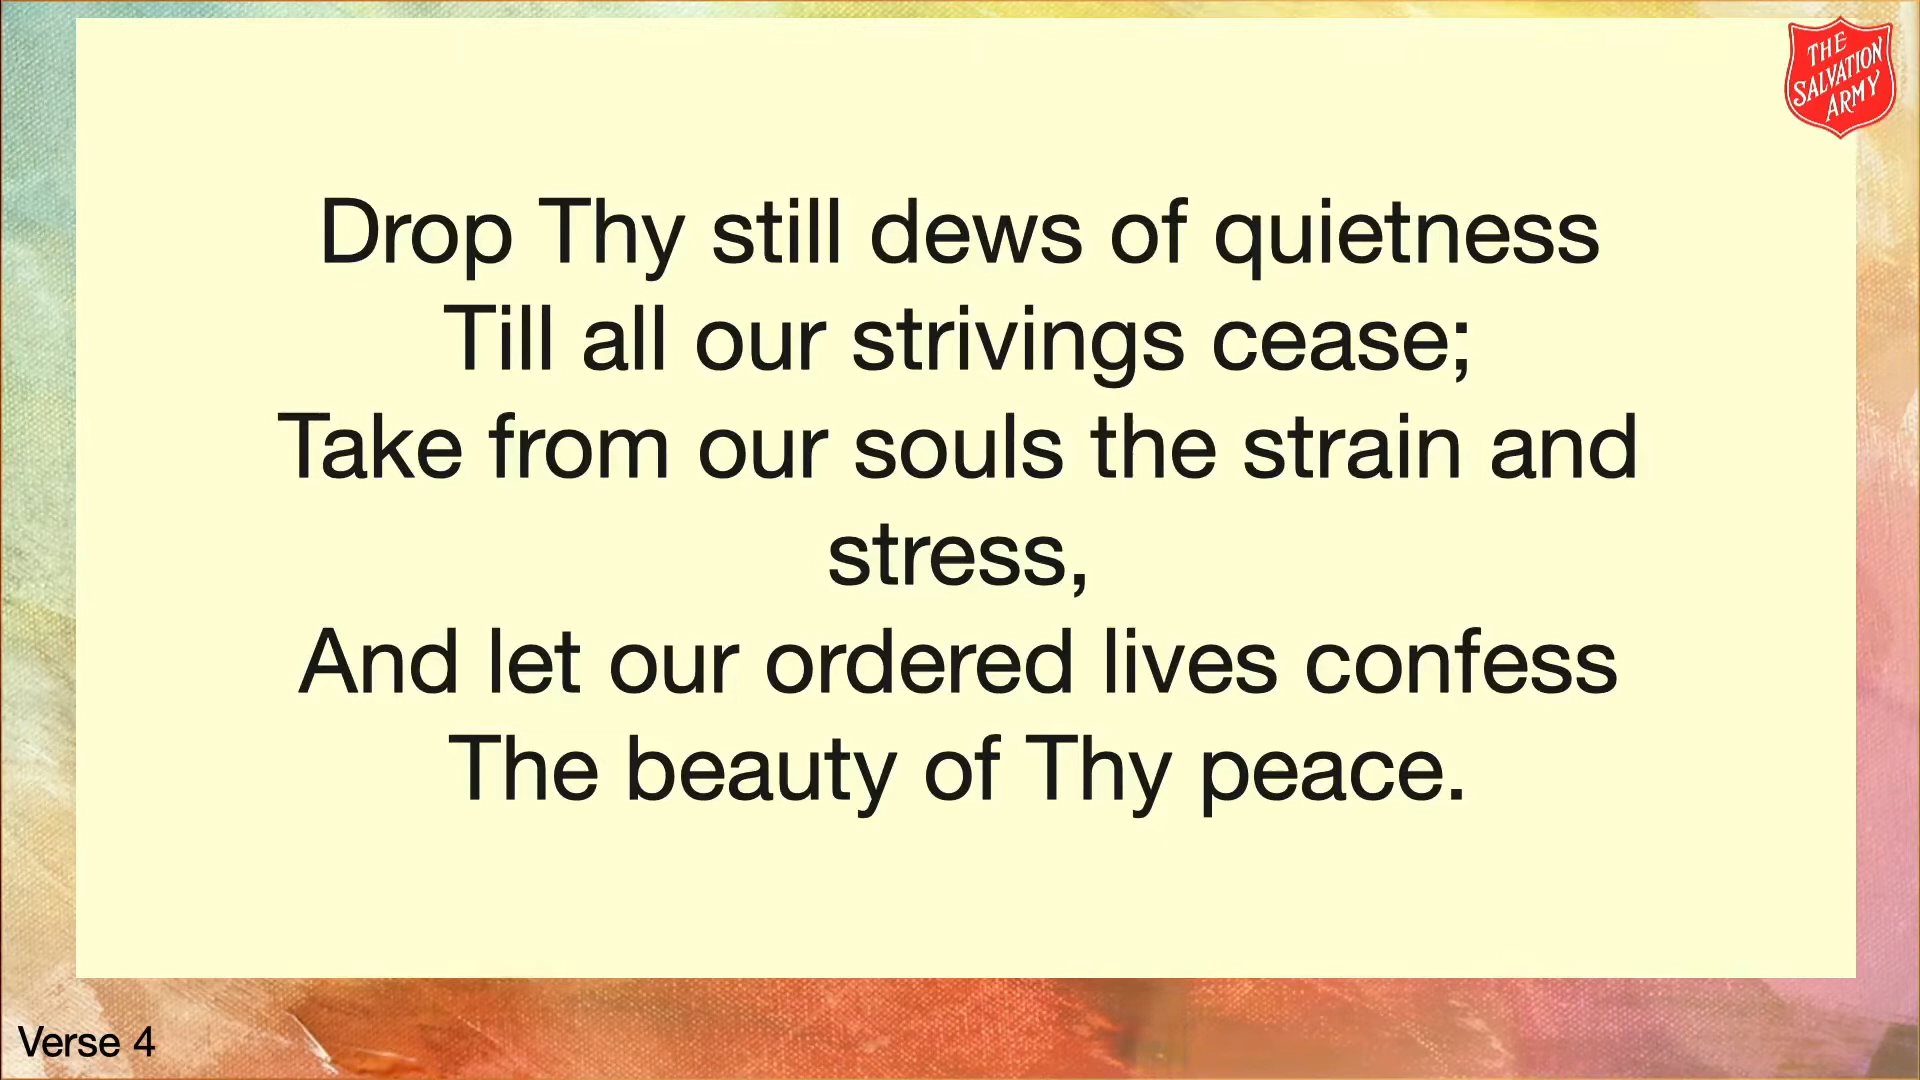 THE
SALVATION
ARMY
Drop Thy still dews of quietness
Till all our strivings cease;
Take from our souls the strain and
stress,
And let our ordered lives confess
The beauty of Thy peace.
Verse 4